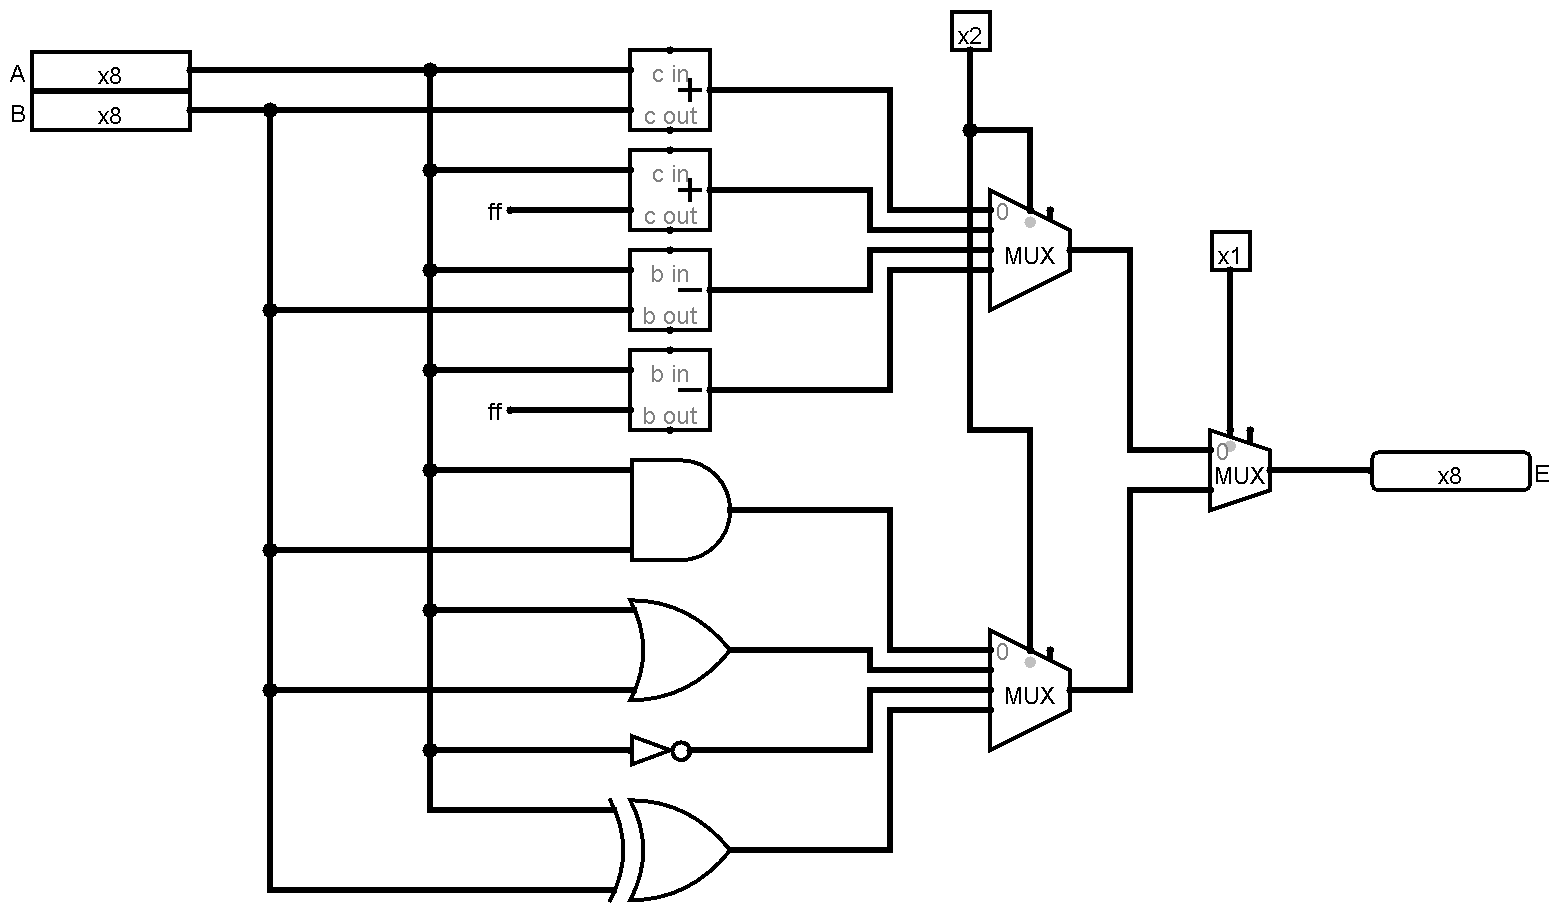 x2
A x8
B x8
c in
+
c out
c in
+
ff c out
0
MUX
x1
b in
−
b out
b in
−
ff b out
0
MUX
x8 E
0
MUX